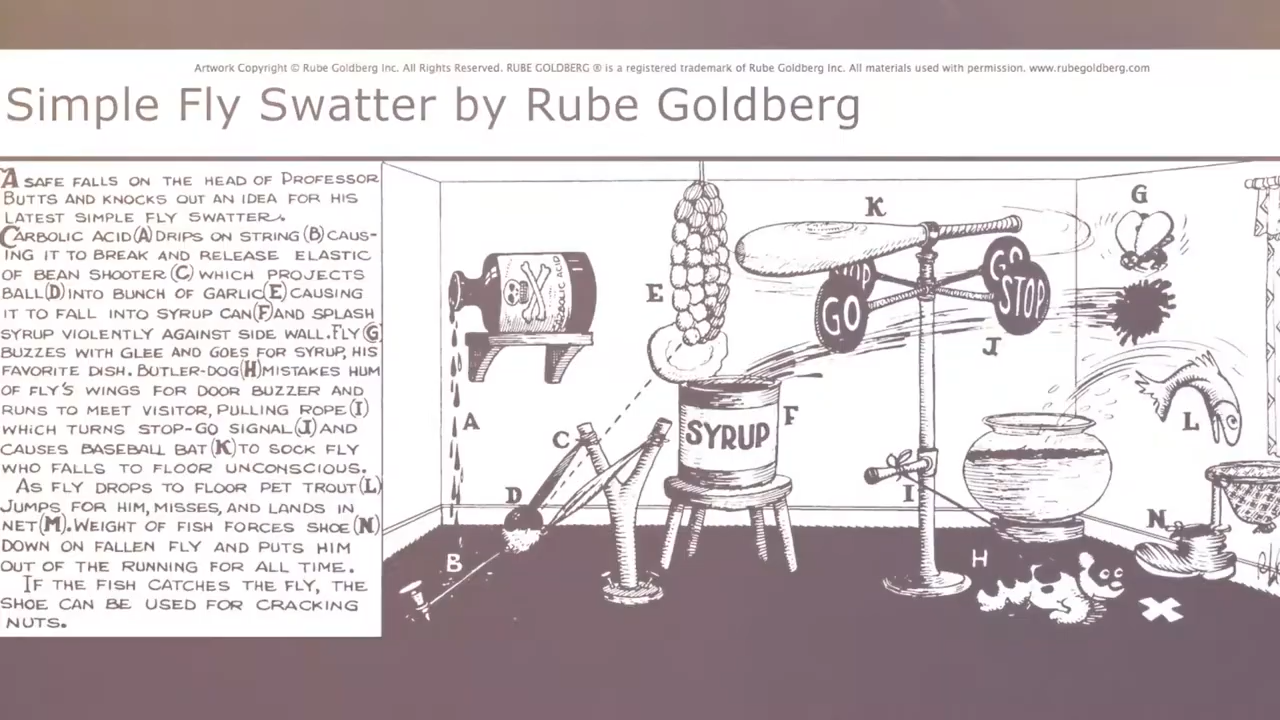 Artwork Copyright © Rube Goldberg Inc. All Rights Reserved. RUBE GOLDBERG ® is a registered trademark of Rube Goldberg Inc. All materials used with permission. www.rubegoldberg.com
Simple Fly Swatter by Rube Goldberg
A SAFE FALLS ON THE HEAD OF PROFESSOR
BUTTS AND KNOCKS OUT AN IDEA FOR HIS
LATEST SIMPLE FLY SWATTER.
CARBOLIC ACID (A) DRIPS ON STRING (B) CAUS-
ING IT TO BREAK AND RELEASE ELASTIC
OF BEAN SHOOTER (C) WHICH PROJECTS
BALL (D) INTO BUNCH OF GARLIC (E) CAUSING
IT TO FALL INTO SYRUP CAN (F) AND SPLASH
SYRUP VIOLENTLY AGAINST SIDE WALL. FLY (G)
BUZZES WITH GLEE AND GOES FOR SYRUP, HIS
FAVORITE DISH. BUTLER-DOG (H) MISTAKES HUM
OF FLY'S WINGS FOR DOOR BUZZER AND
RUNS TO MEET VISITOR, PULLING ROPE (I)
WHICH TURNS STOP-GO SIGNAL (J) AND
CAUSES BASEBALL BAT (K) TO SOCK FLY
WHO FALLS TO FLOOR UNCONSCIOUS.
AS FLY DROPS TO FLOOR PET TROUT (L)
JUMPS FOR HIM, MISSES, AND LANDS IN
NET (M). WEIGHT OF FISH FORCES SHOE (N)
DOWN ON FALLEN FLY AND PUTS HIM
OUT OF THE RUNNING FOR ALL TIME.
IF THE FISH CATCHES THE FLY, THE
SHOE CAN BE USED FOR CRACKING
NUTS.
G
K
CARBOLIC ACID
E
STOP
GO
GO
STOP
J
A
C
SYRUP
F
L
D
I
N
B
H